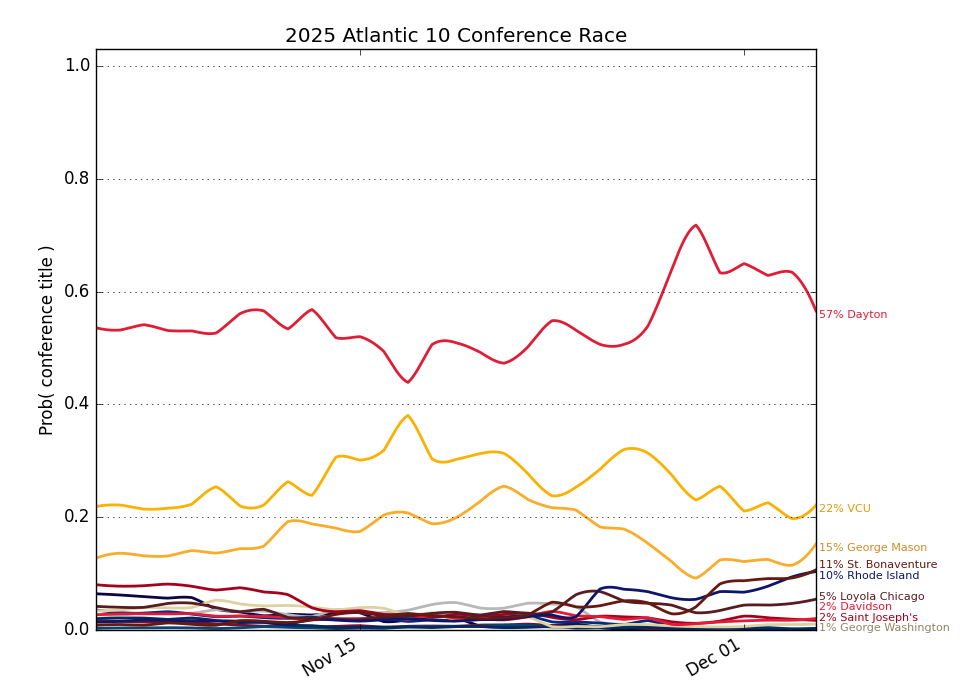 2025 Atlantic 10 Conference Race
Prob( conference title )
1.0
0.8
0.6
0.4
0.2
0.0
Nov 15
Dec 01
57% Dayton
22% VCU
15% George Mason
11% St. Bonaventure
10% Rhode Island
5% Loyola Chicago
2% Davidson
2% Saint Joseph's
1% George Washington